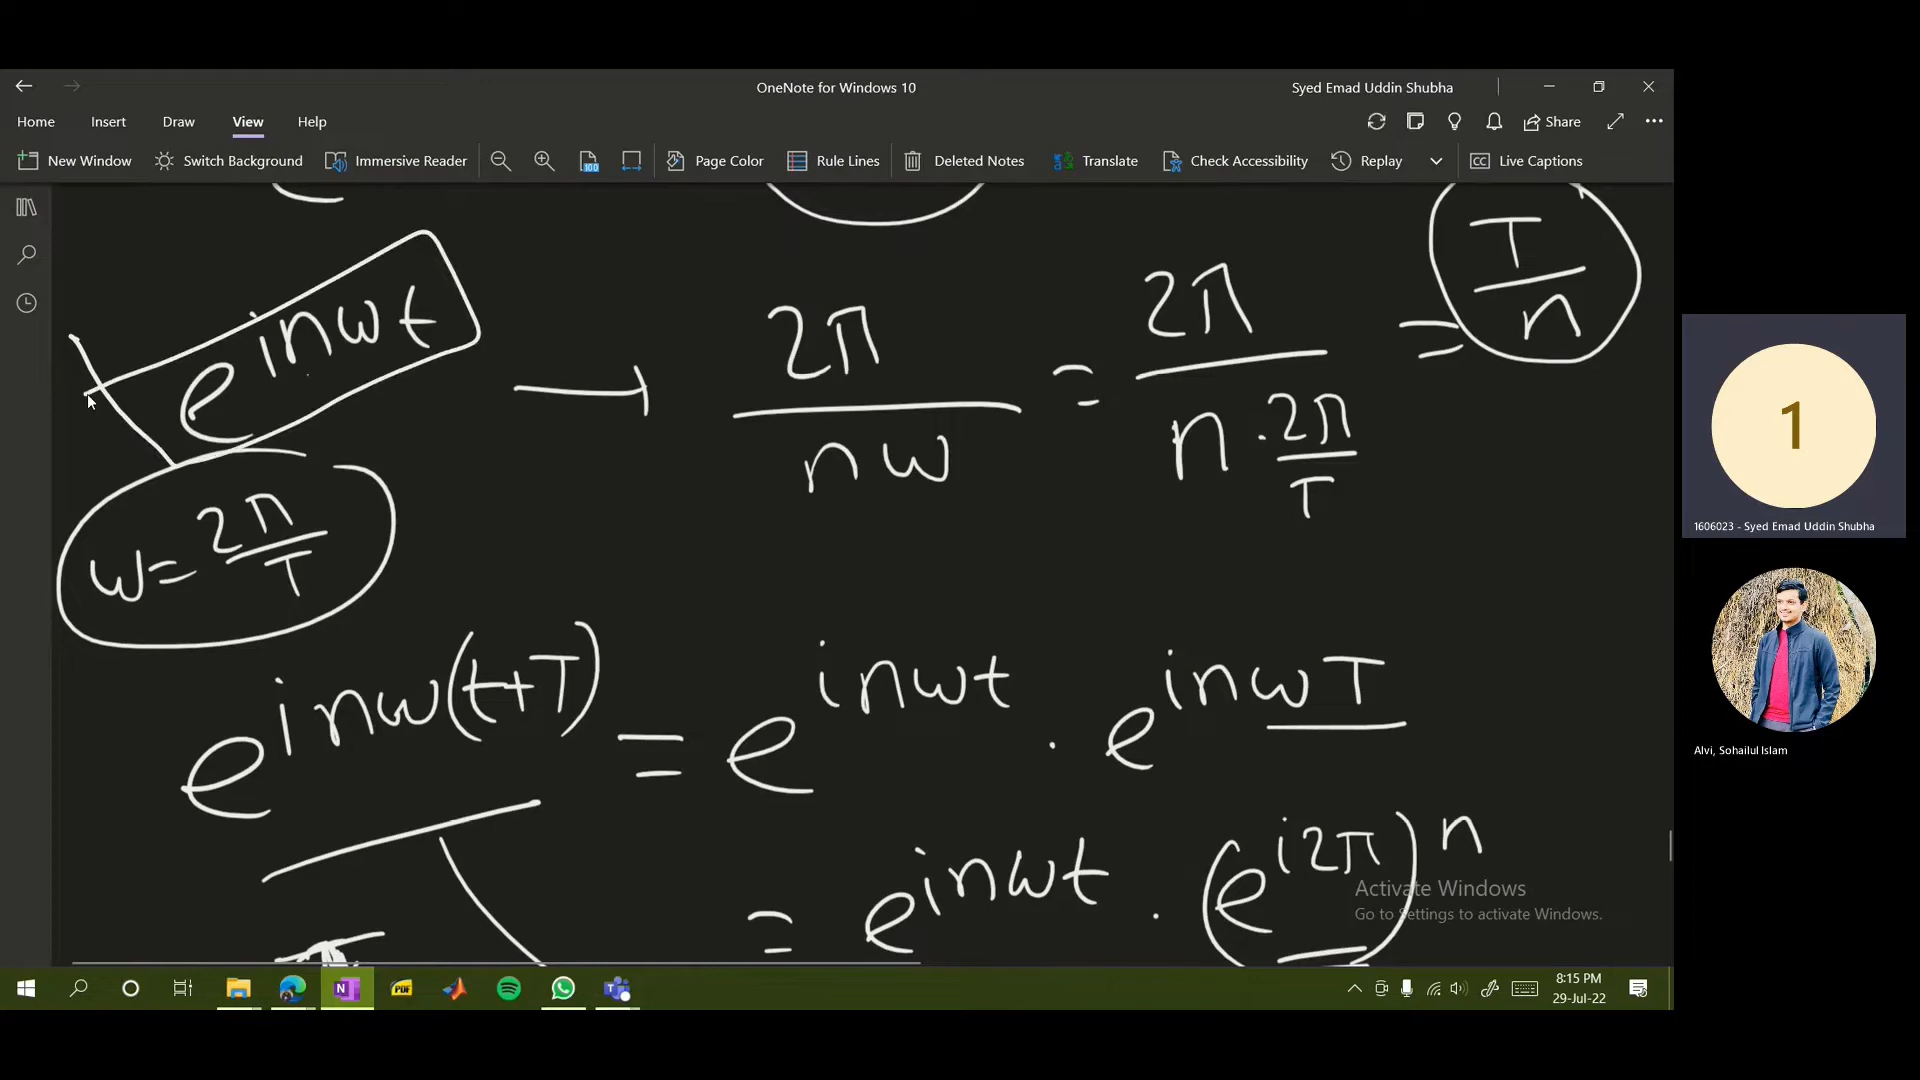 OneNote for Windows 10
Syed Emad Uddin Shubha
Home Insert Draw View Help Share
New Window Switch Background Immersive Reader 100 Page Color Rule Lines Deleted Notes Translate Check Accessibility Replay CC Live Captions
e^{inωt} → 2π/(nω) = 2π/(n·2π/T) = T/n
ω = 2π/T
e^{inω(t+T)} = e^{inωt} · e^{inωT}
= e^{inωt} · (e^{i2π})^n
Activate Windows
Go to Settings to activate Windows.
1
1606023 - Syed Emad Uddin Shubha
Alvi, Sohailul Islam
PDF
8:15 PM
29-Jul-22